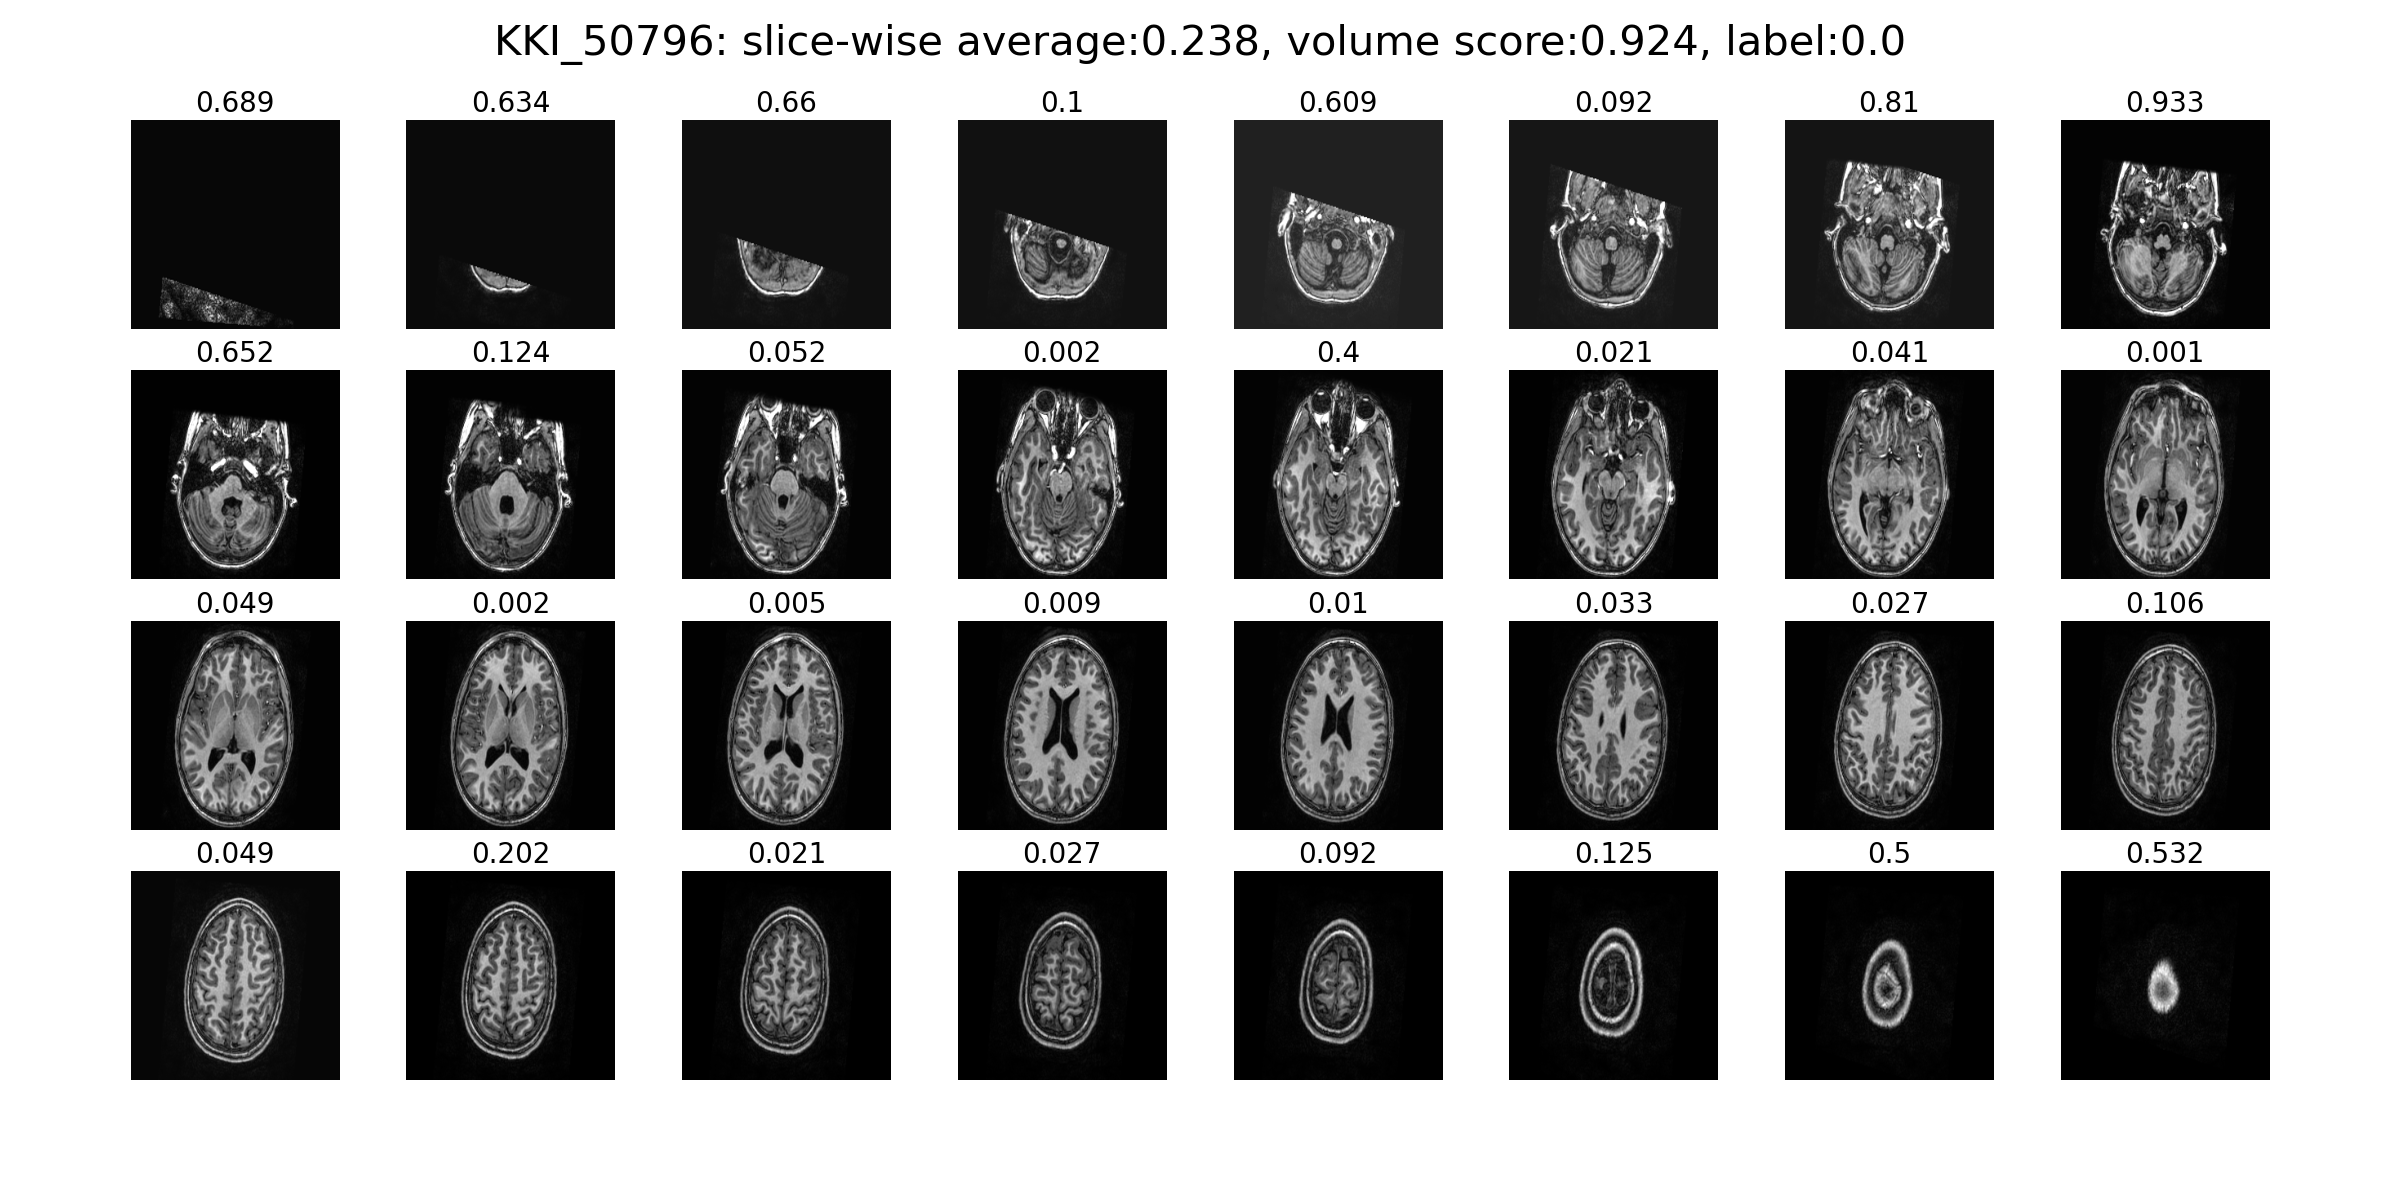 KKI_50796: slice-wise average:0.238, volume score:0.924, label:0.0
0.689 0.634 0.66 0.1 0.609 0.092 0.81 0.933
0.652 0.124 0.052 0.002 0.4 0.021 0.041 0.001
0.049 0.002 0.005 0.009 0.01 0.033 0.027 0.106
0.049 0.202 0.021 0.027 0.092 0.125 0.5 0.532